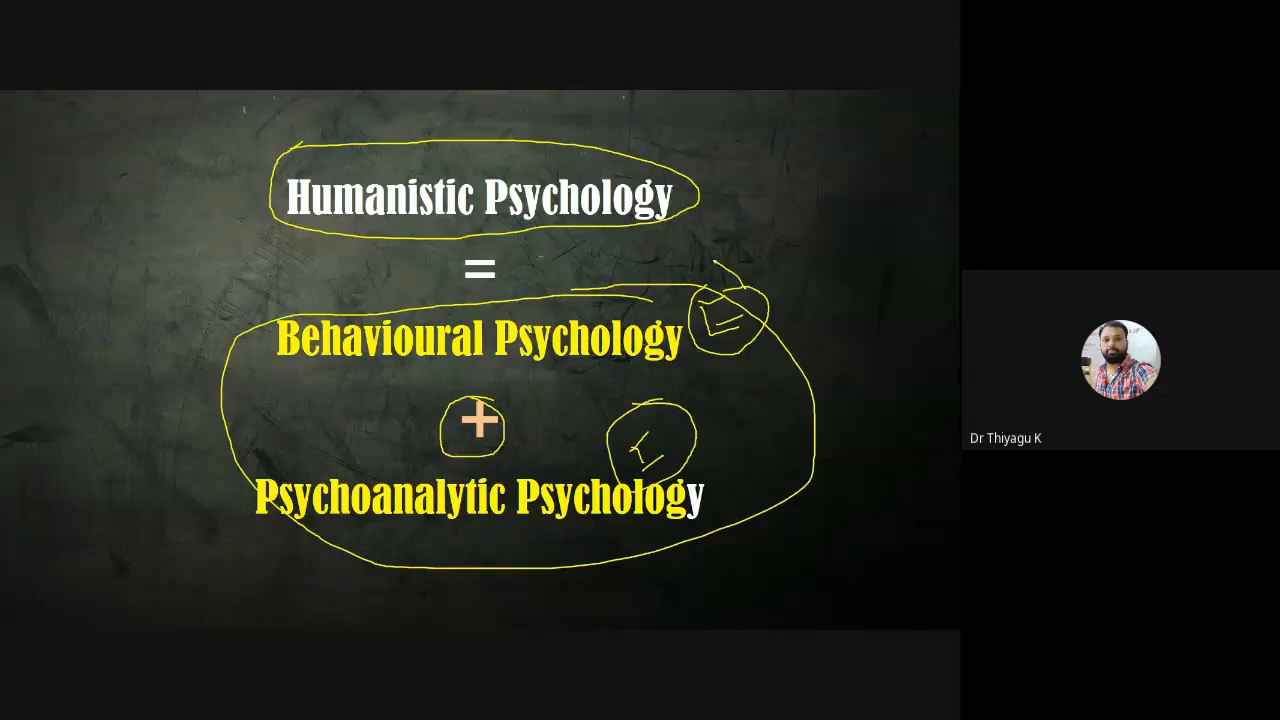 Humanistic Psychology
=
Behavioural Psychology
E
+
I
Psychoanalytic Psychology
Dr Thiyagu K